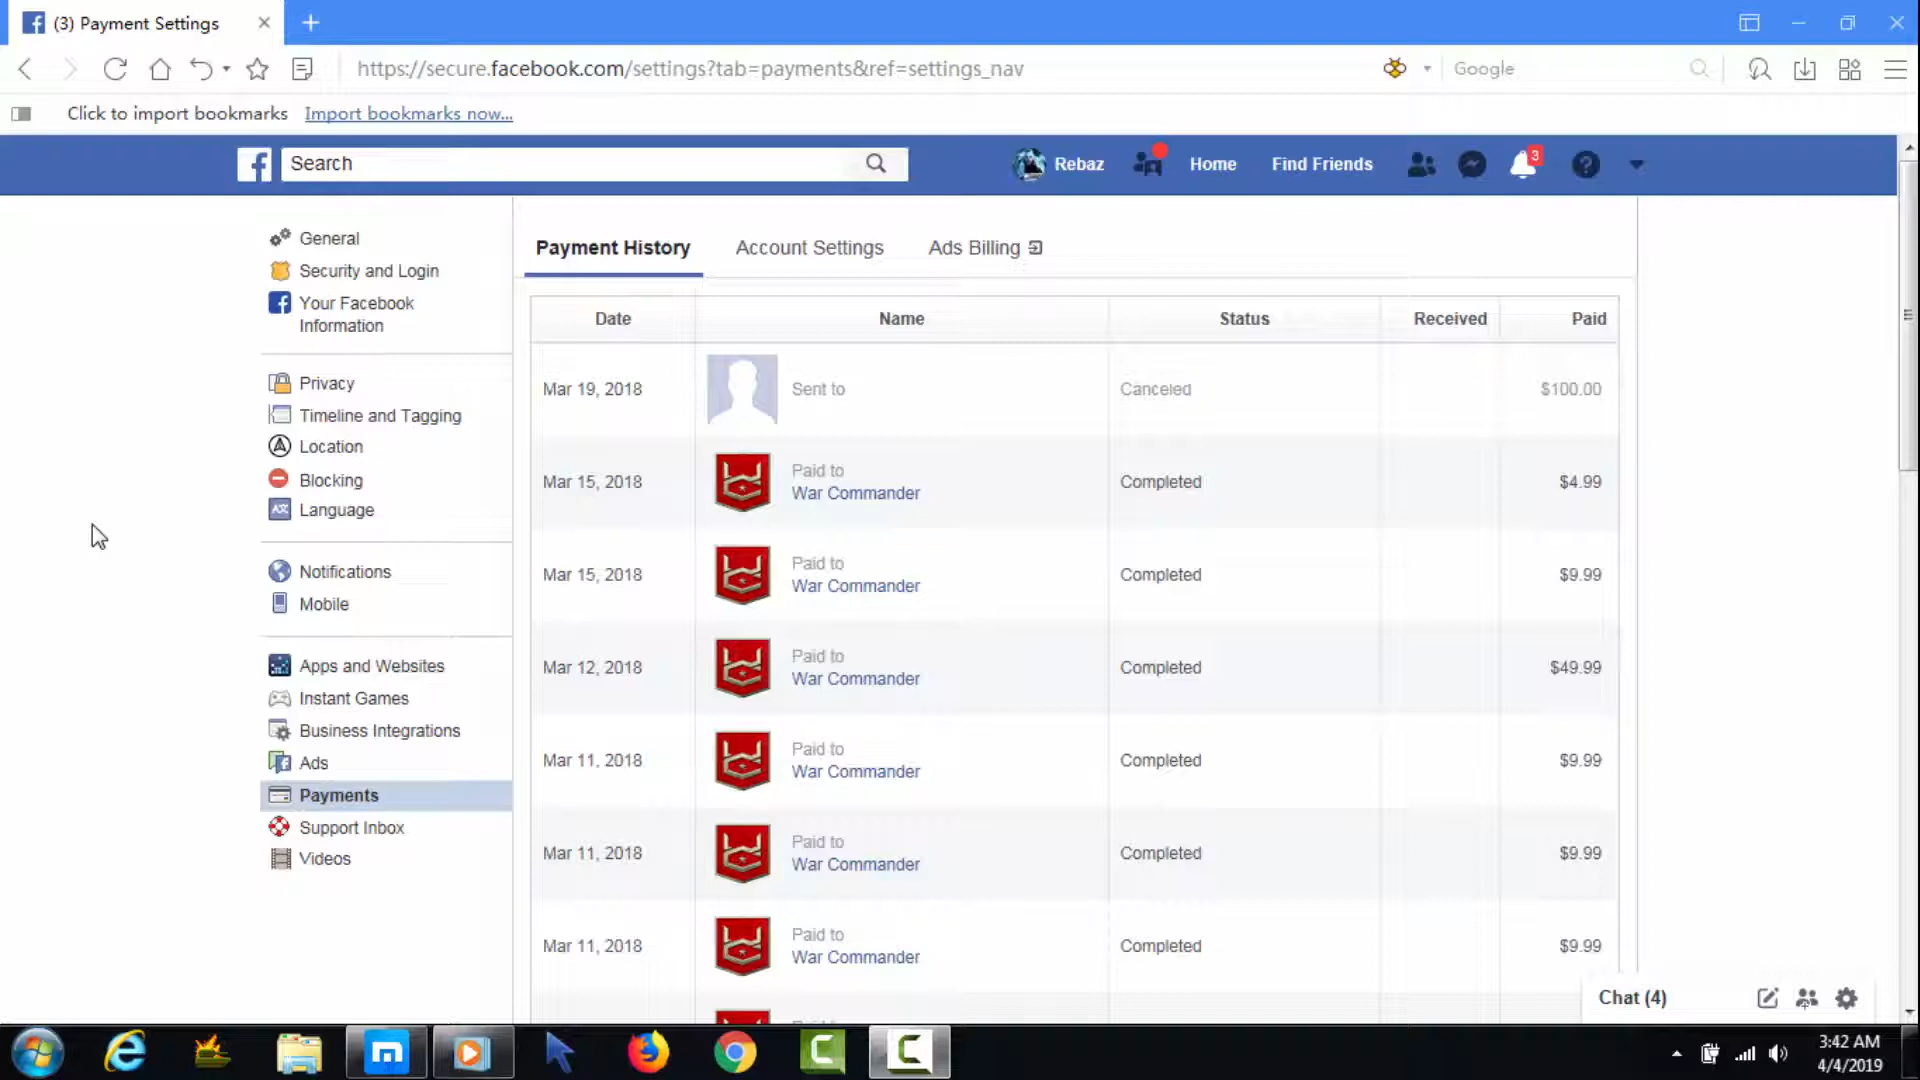 (3) Payment Settings
https://secure.facebook.com/settings?tab=payments&ref=settings_nav
Google
Click to import bookmarks
Import bookmarks now...
Search
Rebaz
Home
Find Friends
3
General
Security and Login
Your Facebook
Information
Privacy
Timeline and Tagging
Location
Blocking
Language
Notifications
Mobile
Apps and Websites
Instant Games
Business Integrations
Ads
Payments
Support Inbox
Videos
Payment History
Account Settings
Ads Billing
Date Name Status Received Paid
Mar 19, 2018 Sent to Canceled $100.00
Mar 15, 2018 Paid to
War Commander Completed $4.99
Mar 15, 2018 Paid to
War Commander Completed $9.99
Mar 12, 2018 Paid to
War Commander Completed $49.99
Mar 11, 2018 Paid to
War Commander Completed $9.99
Mar 11, 2018 Paid to
War Commander Completed $9.99
Mar 11, 2018 Paid to
War Commander Completed $9.99
Chat (4)
3:42 AM
4/4/2019